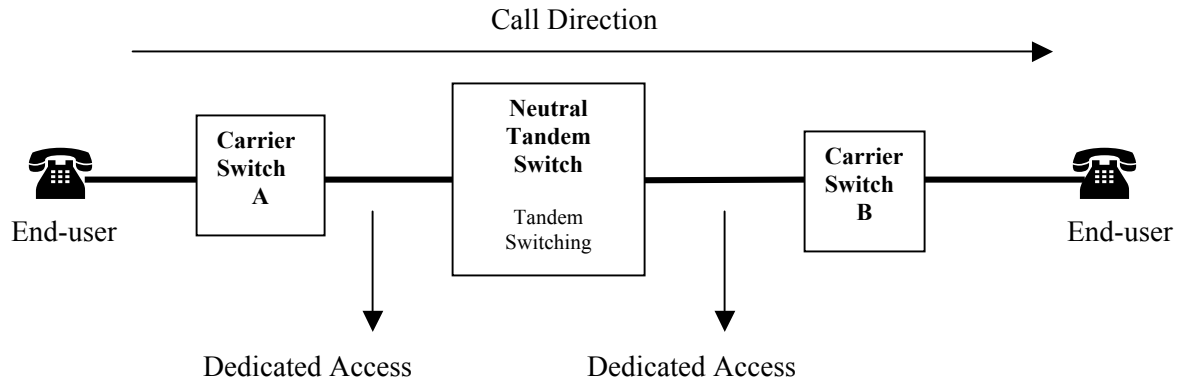 Call Direction
Neutral
Tandem
Switch
Tandem
Switching
Carrier
Switch
A
Carrier
Switch
B
End-user
End-user
Dedicated Access
Dedicated Access